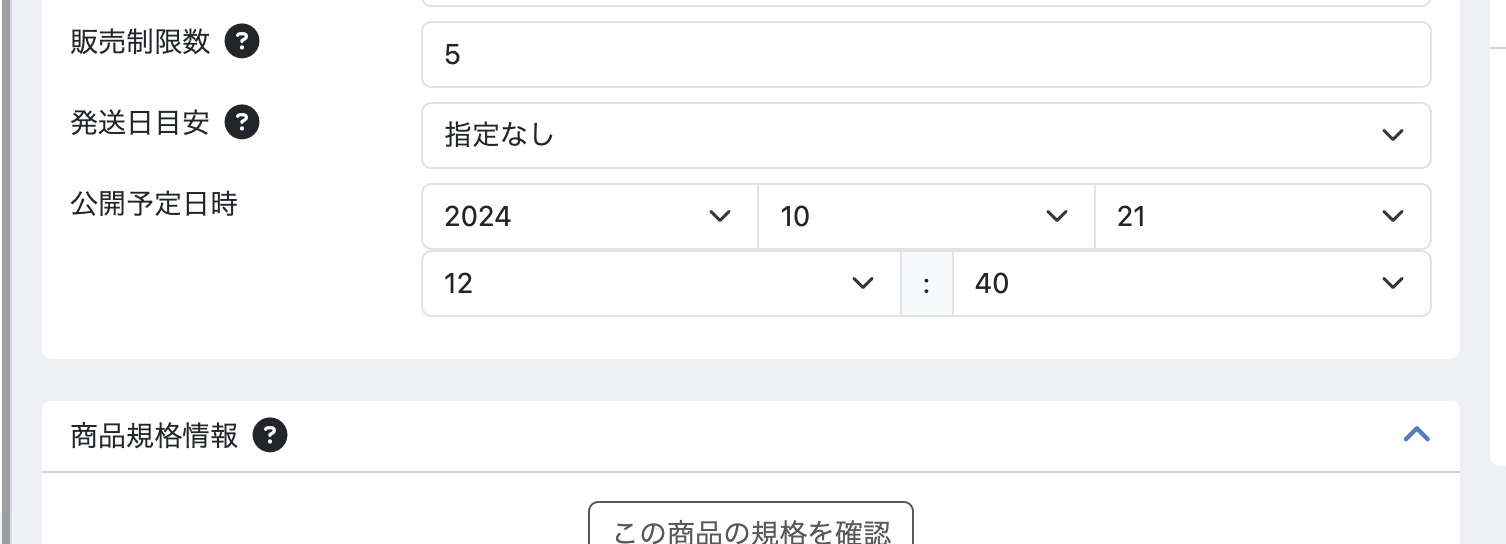 販売制限数 ?
5
発送日目安 ?
指定なし
公開予定日時
2024 10 21
12 : 40
商品規格情報 ?
この商品の規格を確認